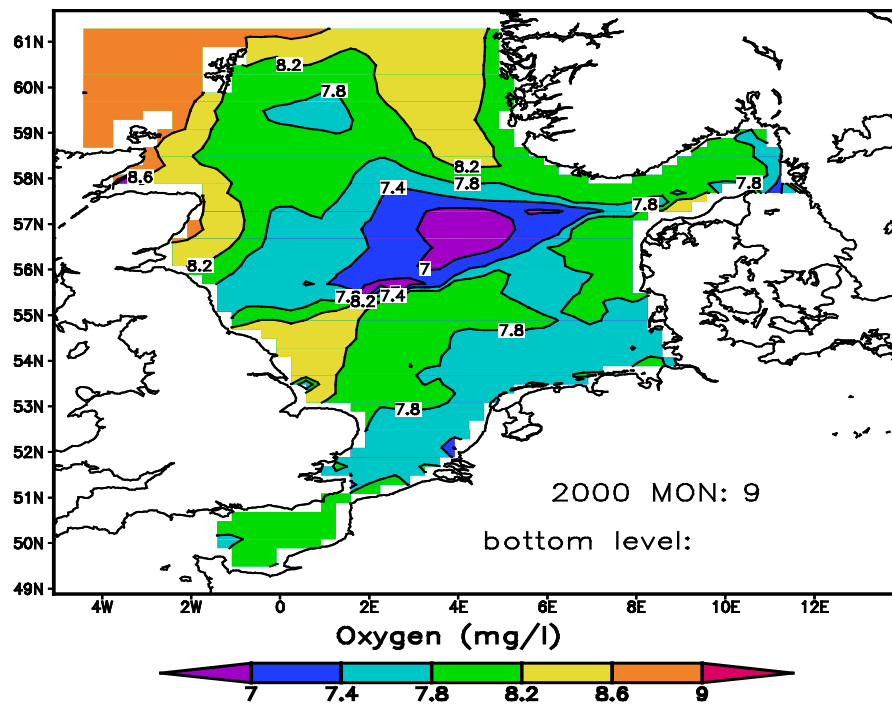 61N
60N
59N
58N
57N
56N
55N
54N
53N
52N
51N
50N
49N
8.2
7.8
8.2
7.8
8.6
7.4
7.8
7.8
8.2
7
7.8
8.2
7.4
7.8
7.8
2000 MON: 9
bottom level:
4W 2W 0 2E 4E 6E 8E 10E 12E
Oxygen (mg/l)
7 7.4 7.8 8.2 8.6 9